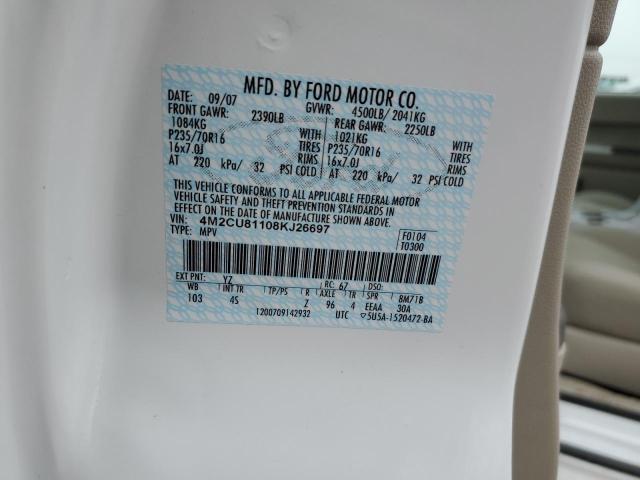 MFD. BY FORD MOTOR CO.
DATE: 09/07 GVWR: 4500LB/ 2041KG
FRONT GAWR: 2390LB REAR GAWR: 2250LB
1084KG WITH 1021KG WITH
P235/70R16 TIRES P235/70R16 TIRES
16x7.0J RIMS 16x7.0J RIMS
AT 220 kPa/ 32 PSI COLD AT 220 kPa/ 32 PSI COLD
THIS VEHICLE CONFORMS TO ALL APPLICABLE FEDERAL MOTOR
VEHICLE SAFETY AND THEFT PREVENTION STANDARDS IN
EFFECT ON THE DATE OF MANUFACTURE SHOWN ABOVE.
VIN: 4M2CU81108KJ26697 F0104
TYPE: MPV T0300
EXT PNT: YZ RC: 67 DSO:
WB INT TR TP/PS R AXLE TR SPR BM71B
103 4S Z 96 4 EEAA 30A
1200709142932 UTC 5U5A-1520472-BA